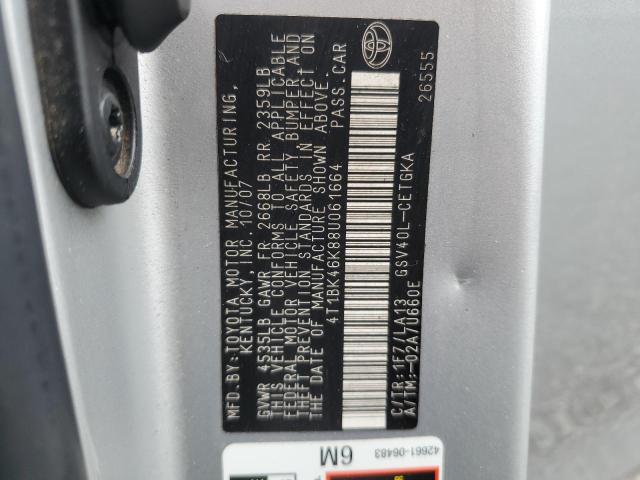 MFD. BY: TOYOTA MOTOR MANUFACTURING,
KENTUCKY, INC. 10/07
GVWR 4535LB GAWR FR 2668LB RR 2359LB
THIS VEHICLE CONFORMS TO ALL APPLICABLE
FEDERAL MOTOR VEHICLE SAFETY, BUMPER, AND
THEFT PREVENTION STANDARDS IN EFFECT ON
THE DATE OF MANUFACTURE SHOWN ABOVE.
4T1BK46K88U061664 PASS. CAR
C/TR: 1F7/LA13 GSV40L-CETGKA
A/TM:-02A/U660E
26555
42661-06483
6M